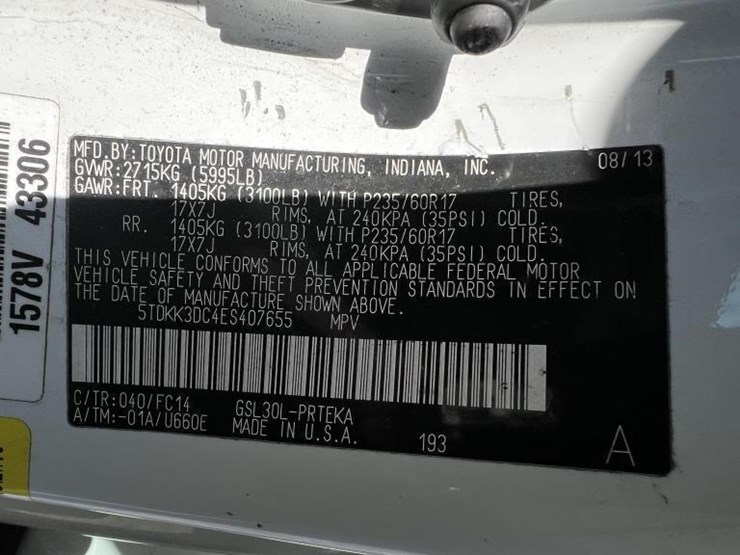 MFD. BY: TOYOTA MOTOR MANUFACTURING, INDIANA, INC. 08/13
GVWR: 2715KG (5995LB)
GAWR: FRT. 1405KG (3100LB) WITH P235/60R17 TIRES,
17X7J RIMS, AT 240KPA (35PSI) COLD.
RR. 1405KG (3100LB) WITH P235/60R17 TIRES,
17X7J RIMS, AT 240KPA (35PSI) COLD.
THIS VEHICLE CONFORMS TO ALL APPLICABLE FEDERAL MOTOR
VEHICLE SAFETY AND THEFT PREVENTION STANDARDS IN EFFECT ON
THE DATE OF MANUFACTURE SHOWN ABOVE.
5TDKK3DC4ES407655 MPV
C/TR: 040/FC14 GSL30L-PRTEKA
A/TM: -01A/U660E MADE IN U.S.A. 193 A
1578V 43306